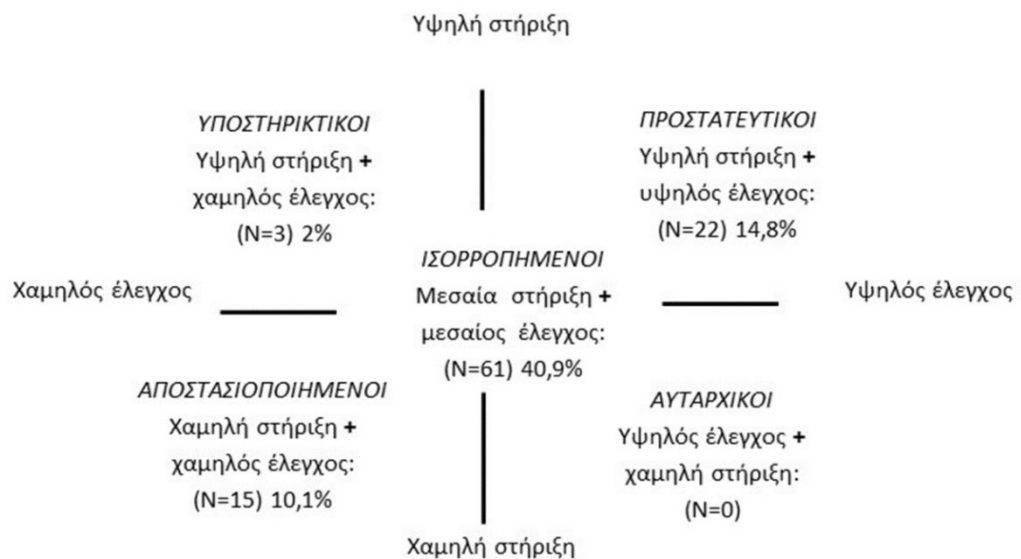 Υψηλή στήριξη
ΥΠΟΣΤΗΡΙΚΤΙΚΟΙ
Υψηλή στήριξη +
χαμηλός έλεγχος:
(Ν=3) 2%
ΠΡΟΣΤΑΤΕΥΤΙΚΟΙ
Υψηλή στήριξη +
υψηλός έλεγχος:
(Ν=22) 14,8%
Χαμηλός έλεγχος
ΙΣΟΡΡΟΠΗΜΕΝΟΙ
Μεσαία στήριξη +
μεσαίος έλεγχος:
(Ν=61) 40,9%
Υψηλός έλεγχος
ΑΠΟΣΤΑΣΙΟΠΟΙΗΜΕΝΟΙ
Χαμηλή στήριξη +
χαμηλός έλεγχος:
(Ν=15) 10,1%
ΑΥΤΑΡΧΙΚΟΙ
Υψηλός έλεγχος +
χαμηλή στήριξη:
(Ν=0)
Χαμηλή στήριξη